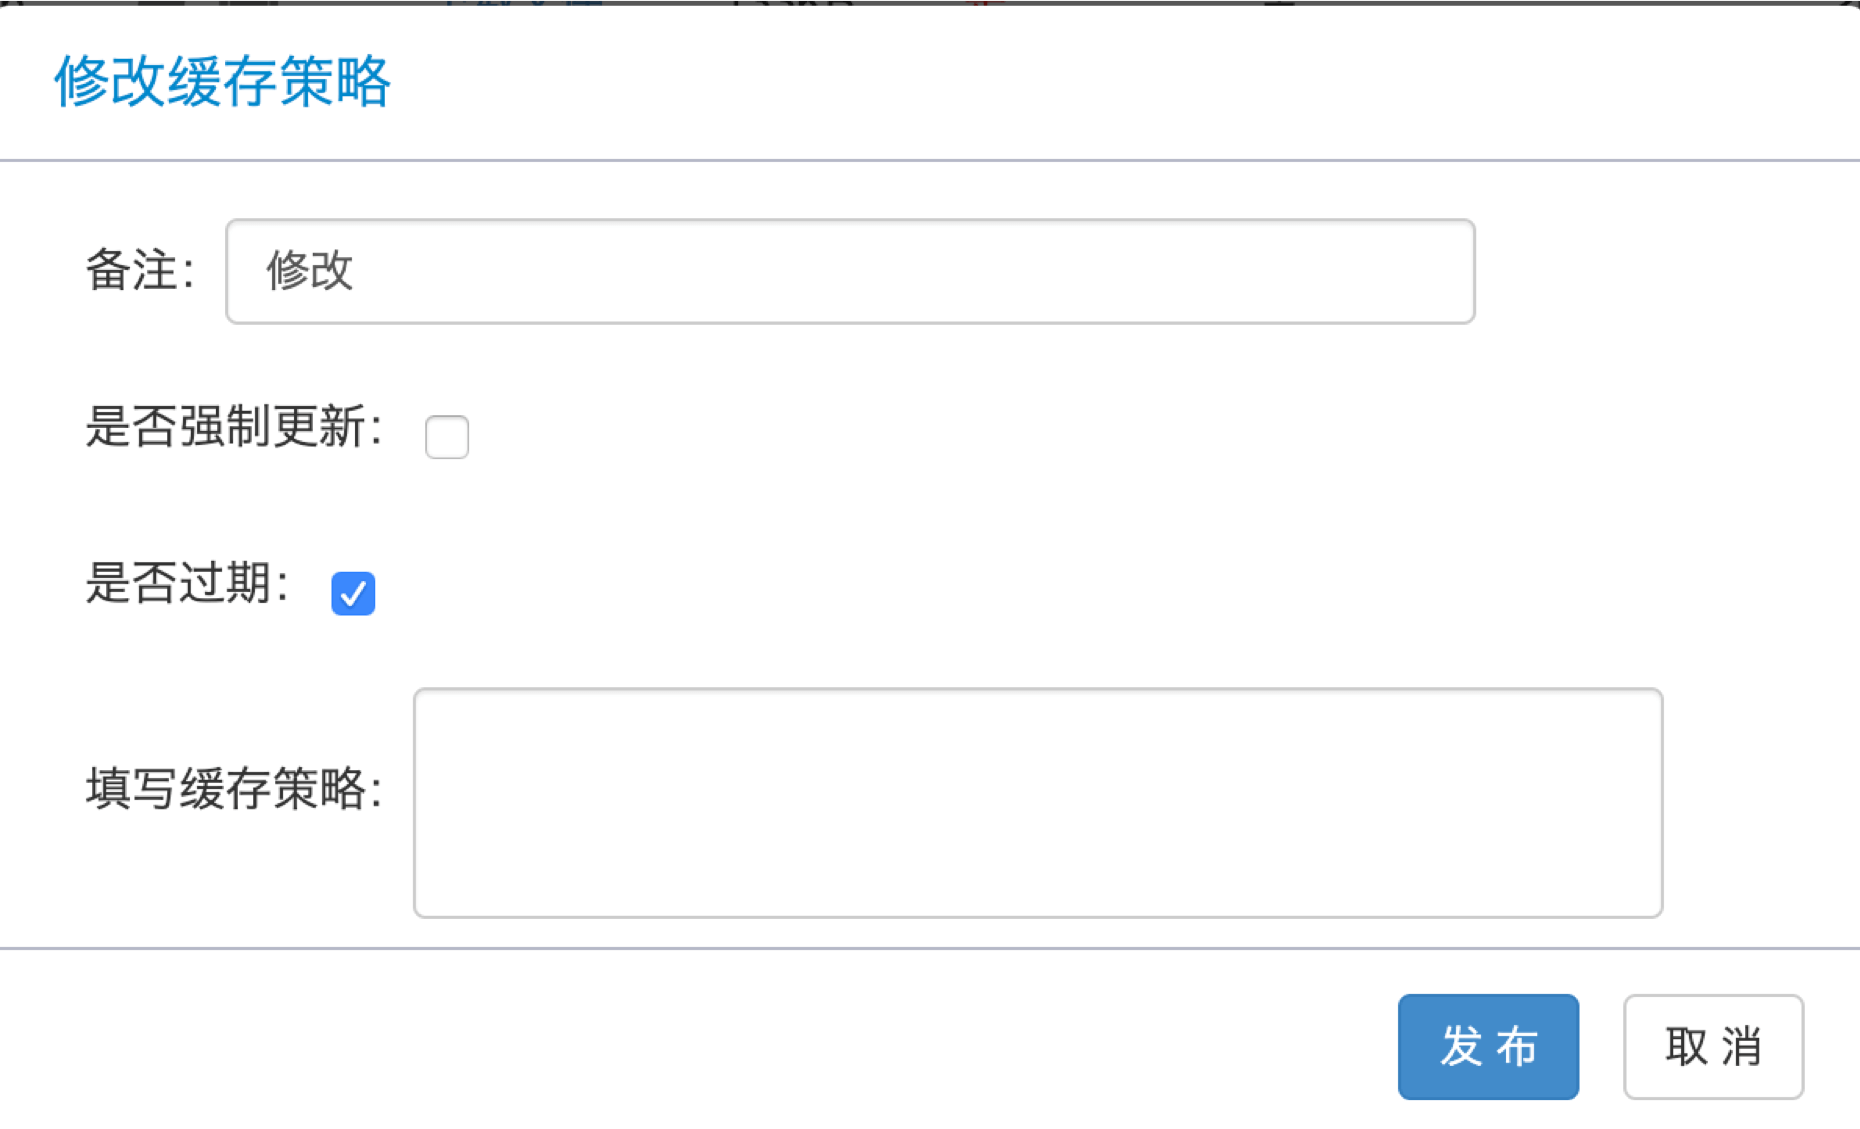 修改缓存策略
备注： 修改
是否强制更新：
是否过期：
填写缓存策略：
发 布 取 消